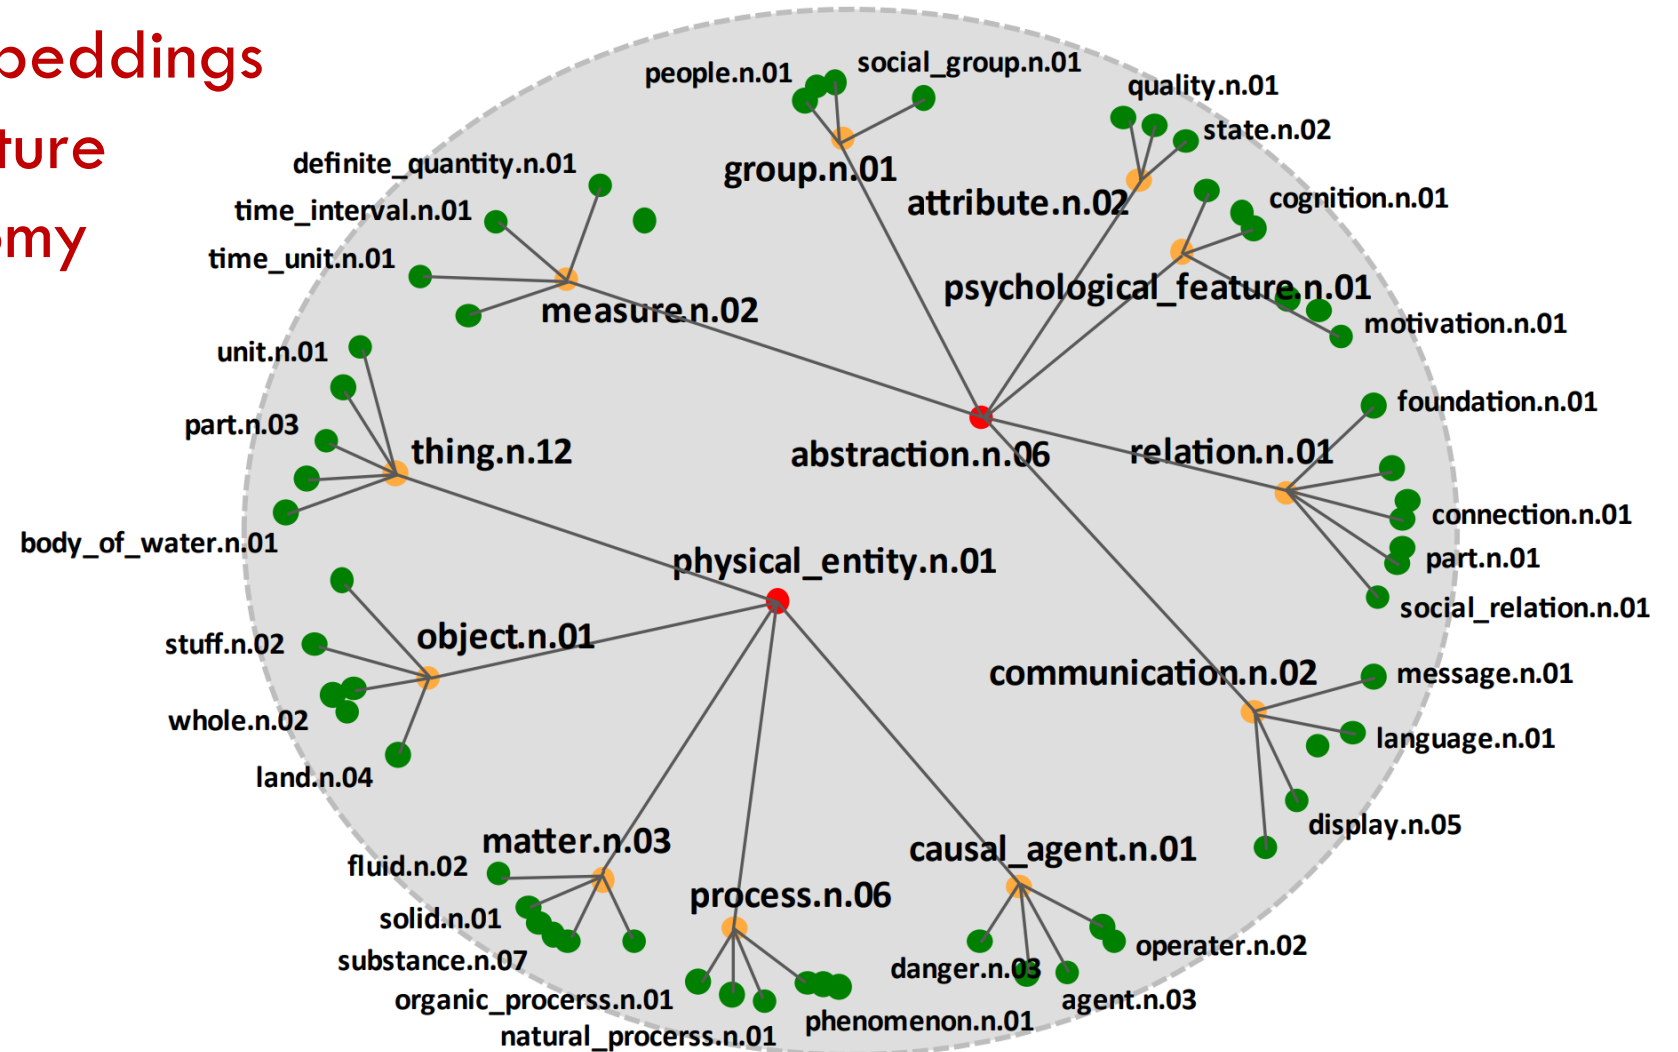 beddings
ture
omy
people.n.01
social_group.n.01
quality.n.01
state.n.02
group.n.01
definite_quantity.n.01
attribute.n.02
cognition.n.01
time_interval.n.01
time_unit.n.01
psychological_feature.n.01
measure.n.02
motivation.n.01
unit.n.01
foundation.n.01
part.n.03
thing.n.12
abstraction.n.06
relation.n.01
connection.n.01
body_of_water.n.01
physical_entity.n.01
part.n.01
social_relation.n.01
object.n.01
stuff.n.02
communication.n.02
message.n.01
whole.n.02
language.n.01
land.n.04
display.n.05
matter.n.03
causal_agent.n.01
fluid.n.02
process.n.06
solid.n.01
operater.n.02
substance.n.07
danger.n.03
organic_procerss.n.01
agent.n.03
phenomenon.n.01
natural_procerss.n.01